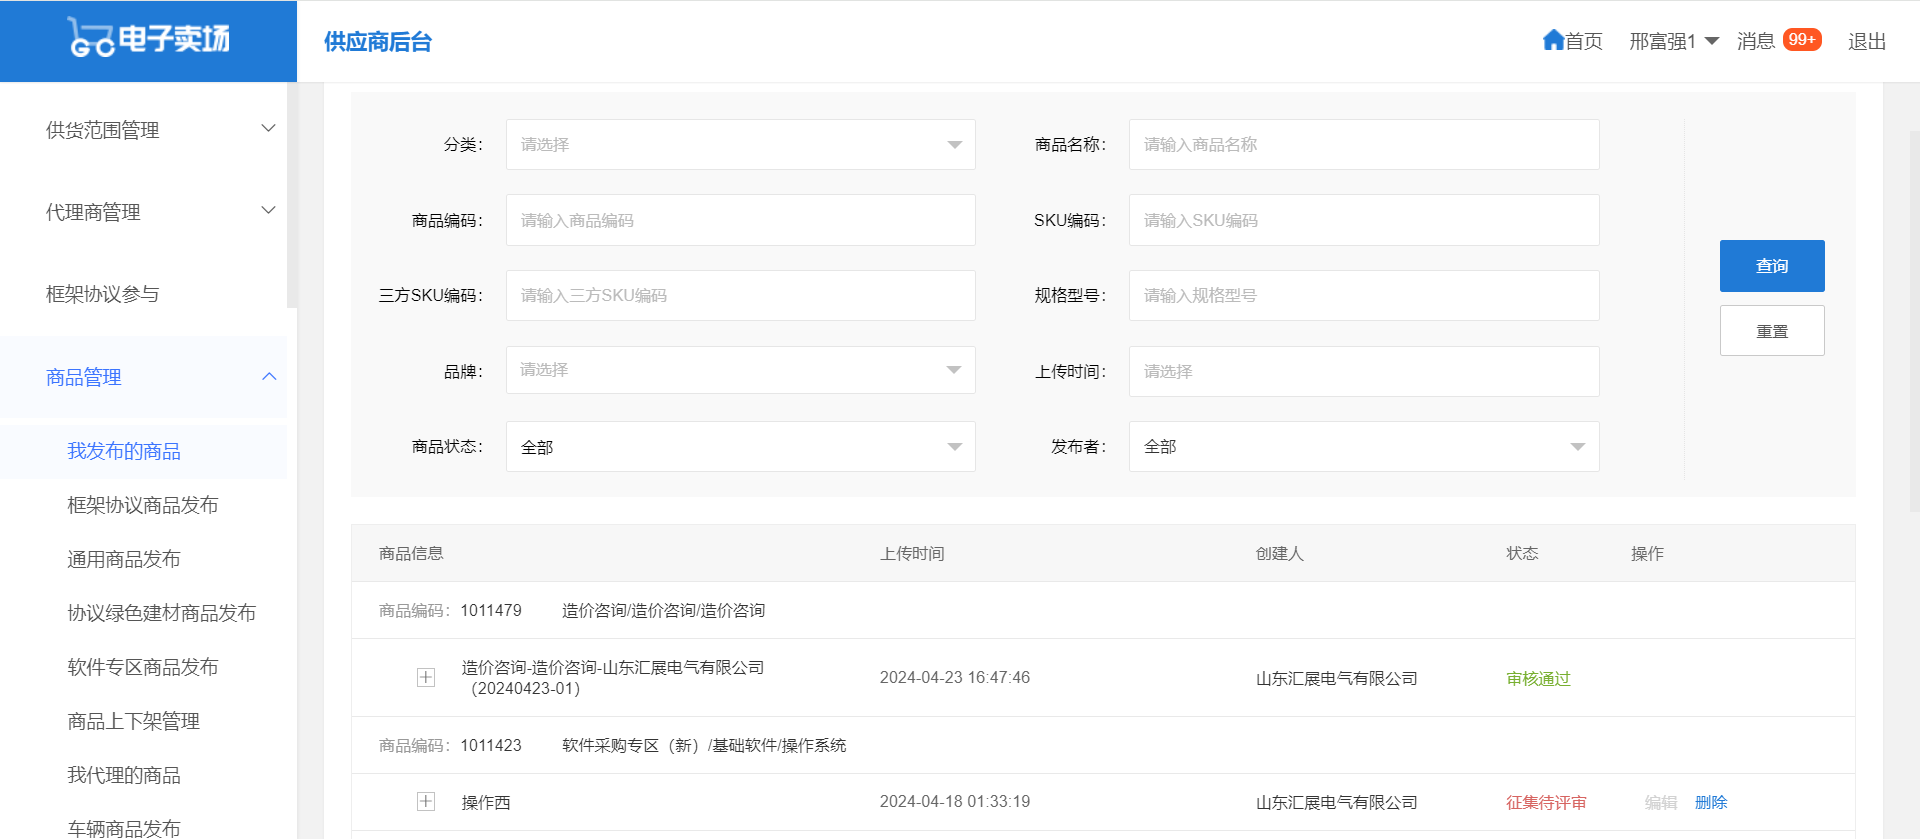 电子卖场
供应商后台
首页 邢富强1 消息 99+ 退出
供货范围管理
代理商管理
框架协议参与
商品管理
我发布的商品
框架协议商品发布
通用商品发布
协议绿色建材商品发布
软件专区商品发布
商品上下架管理
我代理的商品
车辆商品发布
分类： 请选择 商品名称： 请输入商品名称
商品编码： 请输入商品编码 SKU编码： 请输入SKU编码
三方SKU编码： 请输入三方SKU编码 规格型号： 请输入规格型号
品牌： 请选择 上传时间： 请选择
商品状态： 全部 发布者： 全部
查询
重置
商品信息 上传时间 创建人 状态 操作
商品编码：1011479 造价咨询/造价咨询/造价咨询
造价咨询-造价咨询-山东汇展电气有限公司
（20240423-01） 2024-04-23 16:47:46 山东汇展电气有限公司 审核通过
商品编码：1011423 软件采购专区（新）/基础软件/操作系统
操作西 2024-04-18 01:33:19 山东汇展电气有限公司 征集待评审 编辑 删除